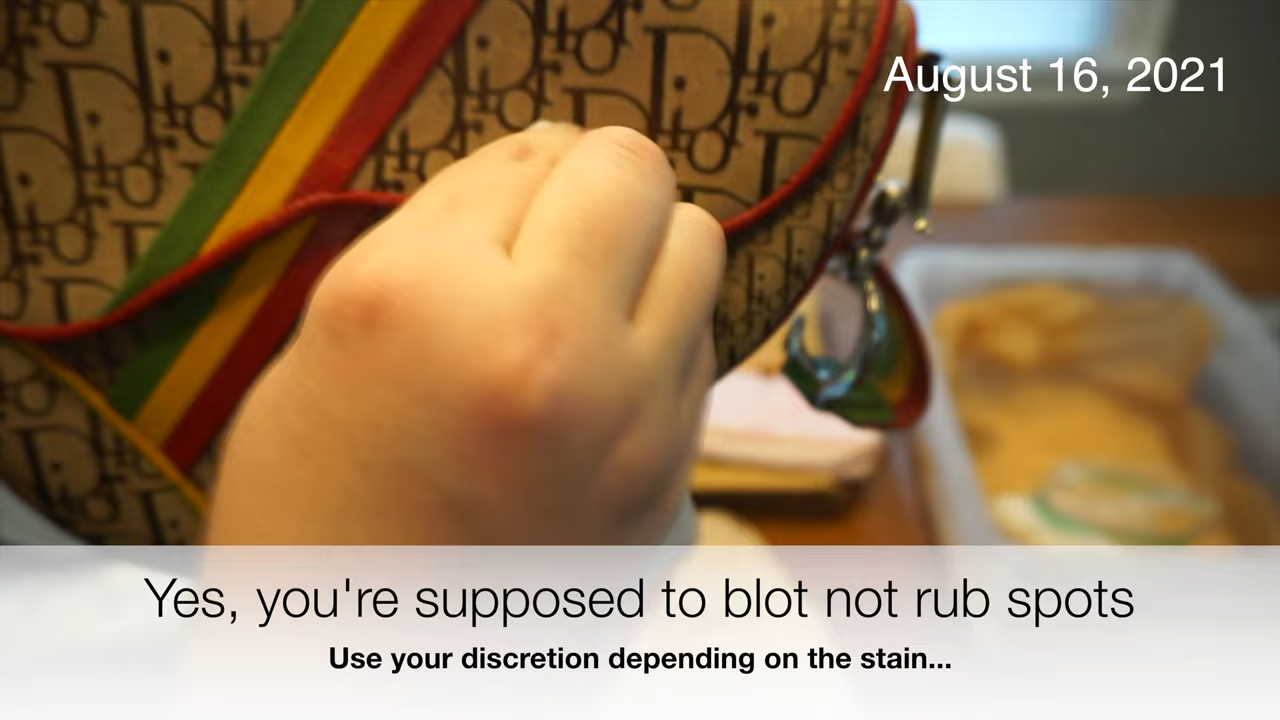 August 16, 2021
Yes, you're supposed to blot not rub spots
Use your discretion depending on the stain...